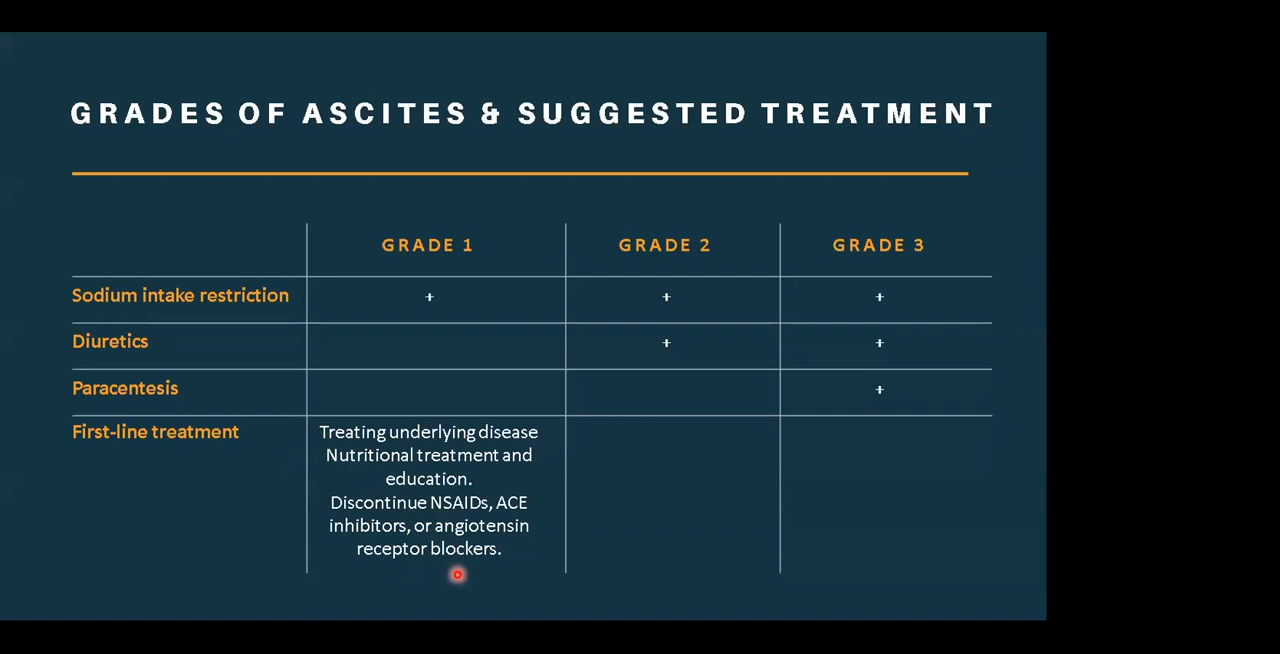 GRADES OF ASCITES & SUGGESTED TREATMENT
GRADE 1 GRADE 2 GRADE 3
Sodium intake restriction + + +
Diuretics + +
Paracentesis +
First-line treatment Treating underlying disease
Nutritional treatment and
education.
Discontinue NSAIDs, ACE
inhibitors, or angiotensin
receptor blockers.